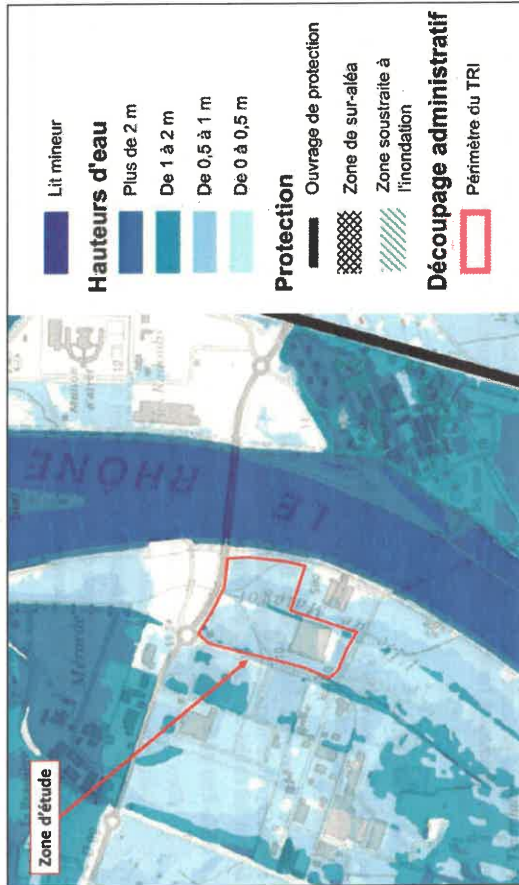 Zone d'étude
LE RHÔNE
Lit mineur
Hauteurs d'eau
Plus de 2 m
De 1 à 2 m
De 0,5 à 1 m
De 0 à 0,5 m
Protection
Ouvrage de protection
Zone de sur-aléa
Zone soustraite à
l'inondation
Découpage administratif
Périmètre du TRI